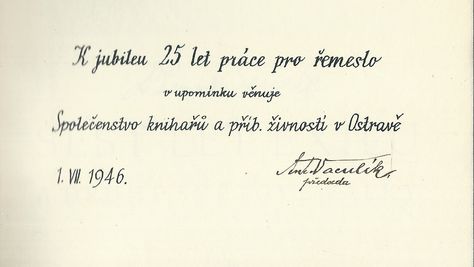 K jubileu 25 let práce pro řemeslo
v upomínku věnuje
Společenstvo knihařů a příb. živností v Ostravě
1. VII. 1946.
Ant. Vaculík,
předseda